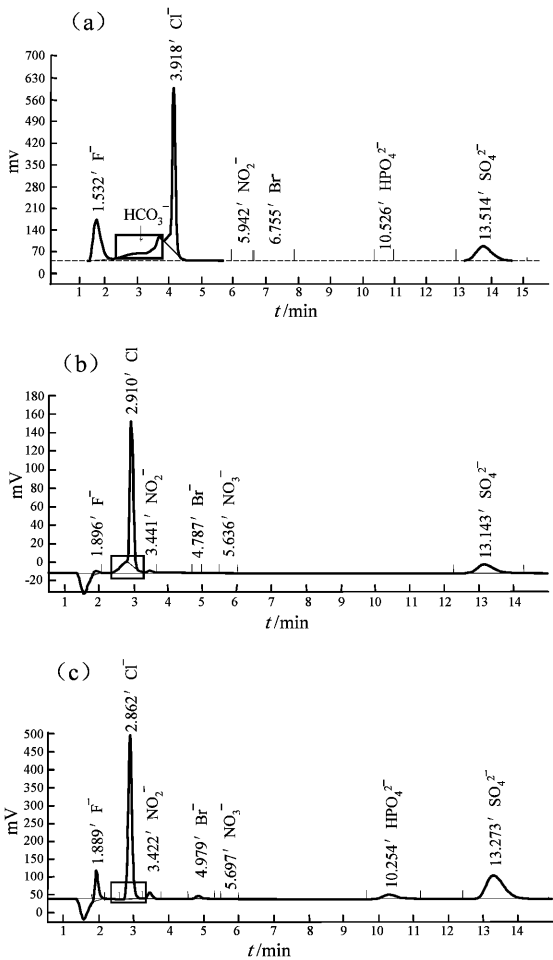 (a)
3.918′ Cl⁻
700
630
560
490
420
350
280
210
140
70
0
mv
1.532′ F⁻
HCO₃⁻
5.942′ NO₂⁻
6.755′ Br⁻
10.526′ HPO₄²⁻
13.514′ SO₄²⁻
1 2 3 4 5 6 7 8 9 10 11 12 13 14 15
t/min
(b)
2.910′ Cl
180
160
140
120
100
80
60
40
20
0
-20
mV
1.896′ F⁻
3.441′ NO₂⁻
4.787′ Br⁻
5.636′ NO₃⁻
13.143′ SO₄²⁻
1 2 3 4 5 6 7 8 9 10 11 12 13 14
t/min
(c)
2.862′ Cl⁻
500
450
400
350
300
250
200
150
100
50
0
mV
1.889′ F⁻
3.422′ NO₂⁻
4.979′ Br⁻
5.697′ NO₃⁻
10.254′ HPO₄²⁻
13.273′ SO₄²⁻
1 2 3 4 5 6 7 8 9 10 11 12 13 14
t/min